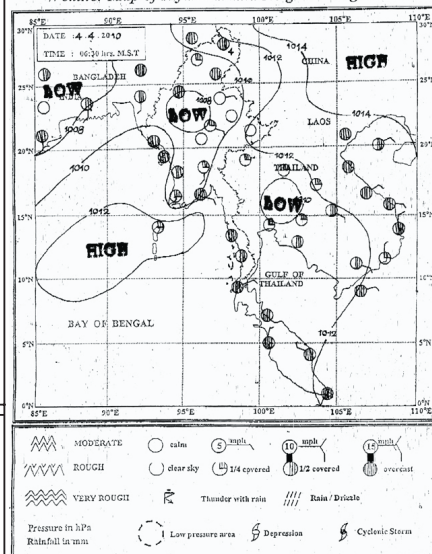 DATE : 4.4.2010
TIME : 06:30 hrs. M.S.T
30°N
1014
1012
CHINA
HIGH
1010
BANGLADESH
LOW
INDIA
25°N
1008
LOW
1008
1014
LAOS
20°N
1010
1012
THAILAND
1012
LOW
15°N
HIGH
10°N
GULF OF
THAILAND
BAY OF BENGAL
5°N
1012
0°N
85°E 90°E 95°E 100°E 105°E 110°E
MODERATE
calm
5 mph
10 mph
15 mph
ROUGH
clear sky
1/4 covered
1/2 covered
overcast
VERY ROUGH
Thunder with rain
Rain / Drizzle
Pressure in hPa
Rainfall in mm
Low pressure area
Depression
Cyclonic Storm